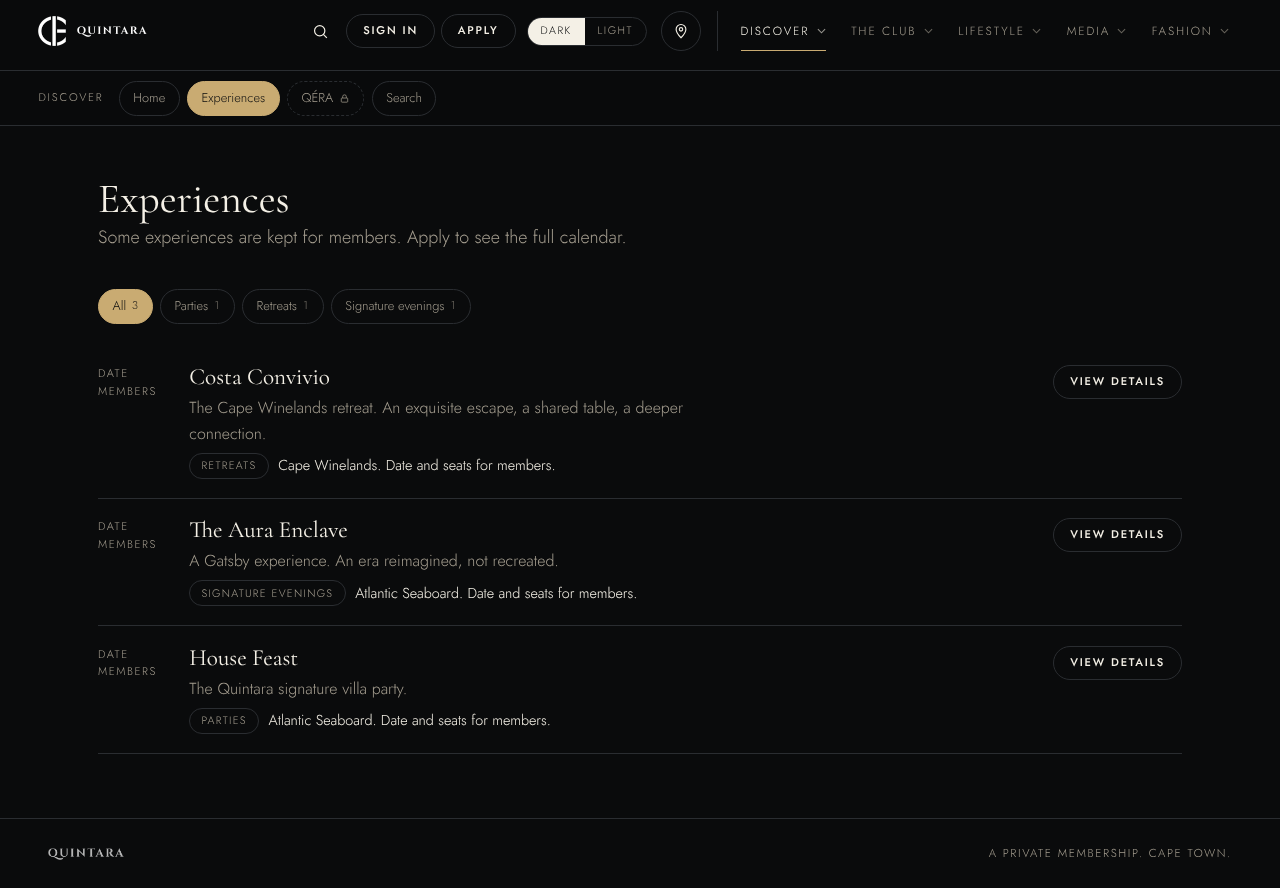 QUINTARA
SIGN IN
APPLY
DARK
LIGHT
DISCOVER
THE CLUB
LIFESTYLE
MEDIA
FASHION
DISCOVER
Home
Experiences
QÉRA
Search
Experiences
Some experiences are kept for members. Apply to see the full calendar.
All 3
Parties 1
Retreats 1
Signature evenings 1
DATE
MEMBERS
Costa Convivio
VIEW DETAILS
The Cape Winelands retreat. An exquisite escape, a shared table, a deeper
connection.
RETREATS
Cape Winelands. Date and seats for members.
DATE
MEMBERS
The Aura Enclave
VIEW DETAILS
A Gatsby experience. An era reimagined, not recreated.
SIGNATURE EVENINGS
Atlantic Seaboard. Date and seats for members.
DATE
MEMBERS
House Feast
VIEW DETAILS
The Quintara signature villa party.
PARTIES
Atlantic Seaboard. Date and seats for members.
QUINTARA
A PRIVATE MEMBERSHIP. CAPE TOWN.